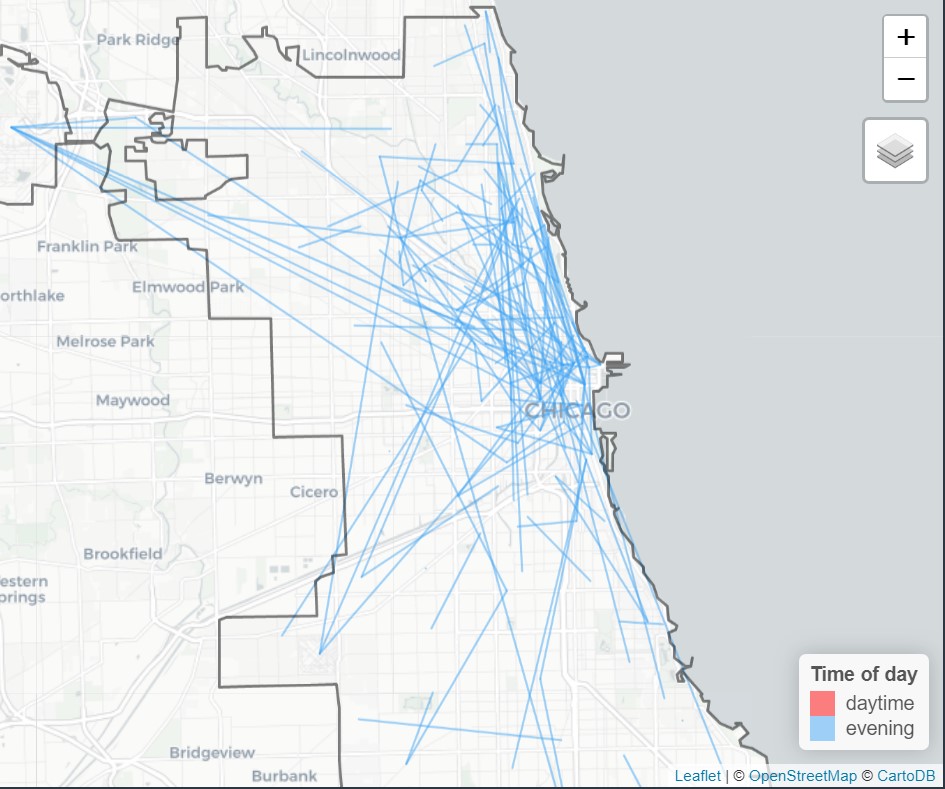 Park Ridge
Lincolnwood
+
−
Franklin Park
orthlake
Elmwood Park
Melrose Park
Maywood
CHICAGO
Berwyn
Cicero
Brookfield
estern
prings
Bridgeview
Burbank
Time of day
daytime
evening
Leaflet | © OpenStreetMap © CartoDB